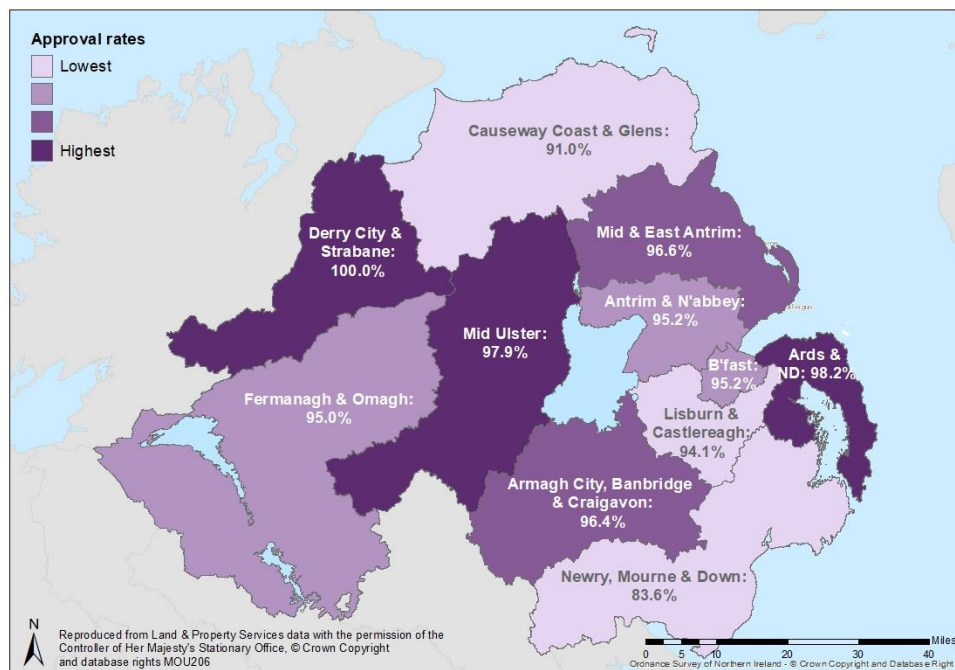 Approval rates
Lowest
Highest
Causeway Coast & Glens:
91.0%
Derry City &
Strabane:
100.0%
Mid & East Antrim:
96.6%
Antrim & N'abbey:
95.2%
Mid Ulster:
97.9%
B'fast:
95.2%
Ards &
ND: 98.2%
Fermanagh & Omagh:
95.0%
Lisburn &
Castlereagh:
94.1%
Armagh City, Banbridge
& Craigavon:
96.4%
Newry, Mourne & Down:
83.6%
N
Reproduced from Land & Property Services data with the permission of the
Controller of Her Majesty's Stationary Office, © Crown Copyright
and database rights MOU206
Miles
0 5 10 20 30 40
Ordnance Survey of Northern Ireland - © Crown Copyright and Database Right